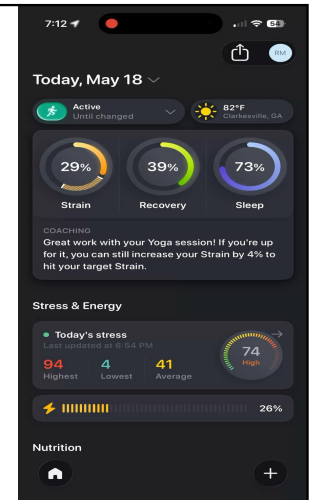 7:12
54
RM
Today, May 18
Active
Until changed
82°F
Clarkesville, GA
29%
39%
73%
Strain
Recovery
Sleep
COACHING
Great work with your Yoga session! If you're up
for it, you can still increase your Strain by 4% to
hit your target Strain.
Stress & Energy
Today's stress
Last updated at 6:54 PM
94
4
41
Highest
Lowest
Average
74
High
26%
Nutrition